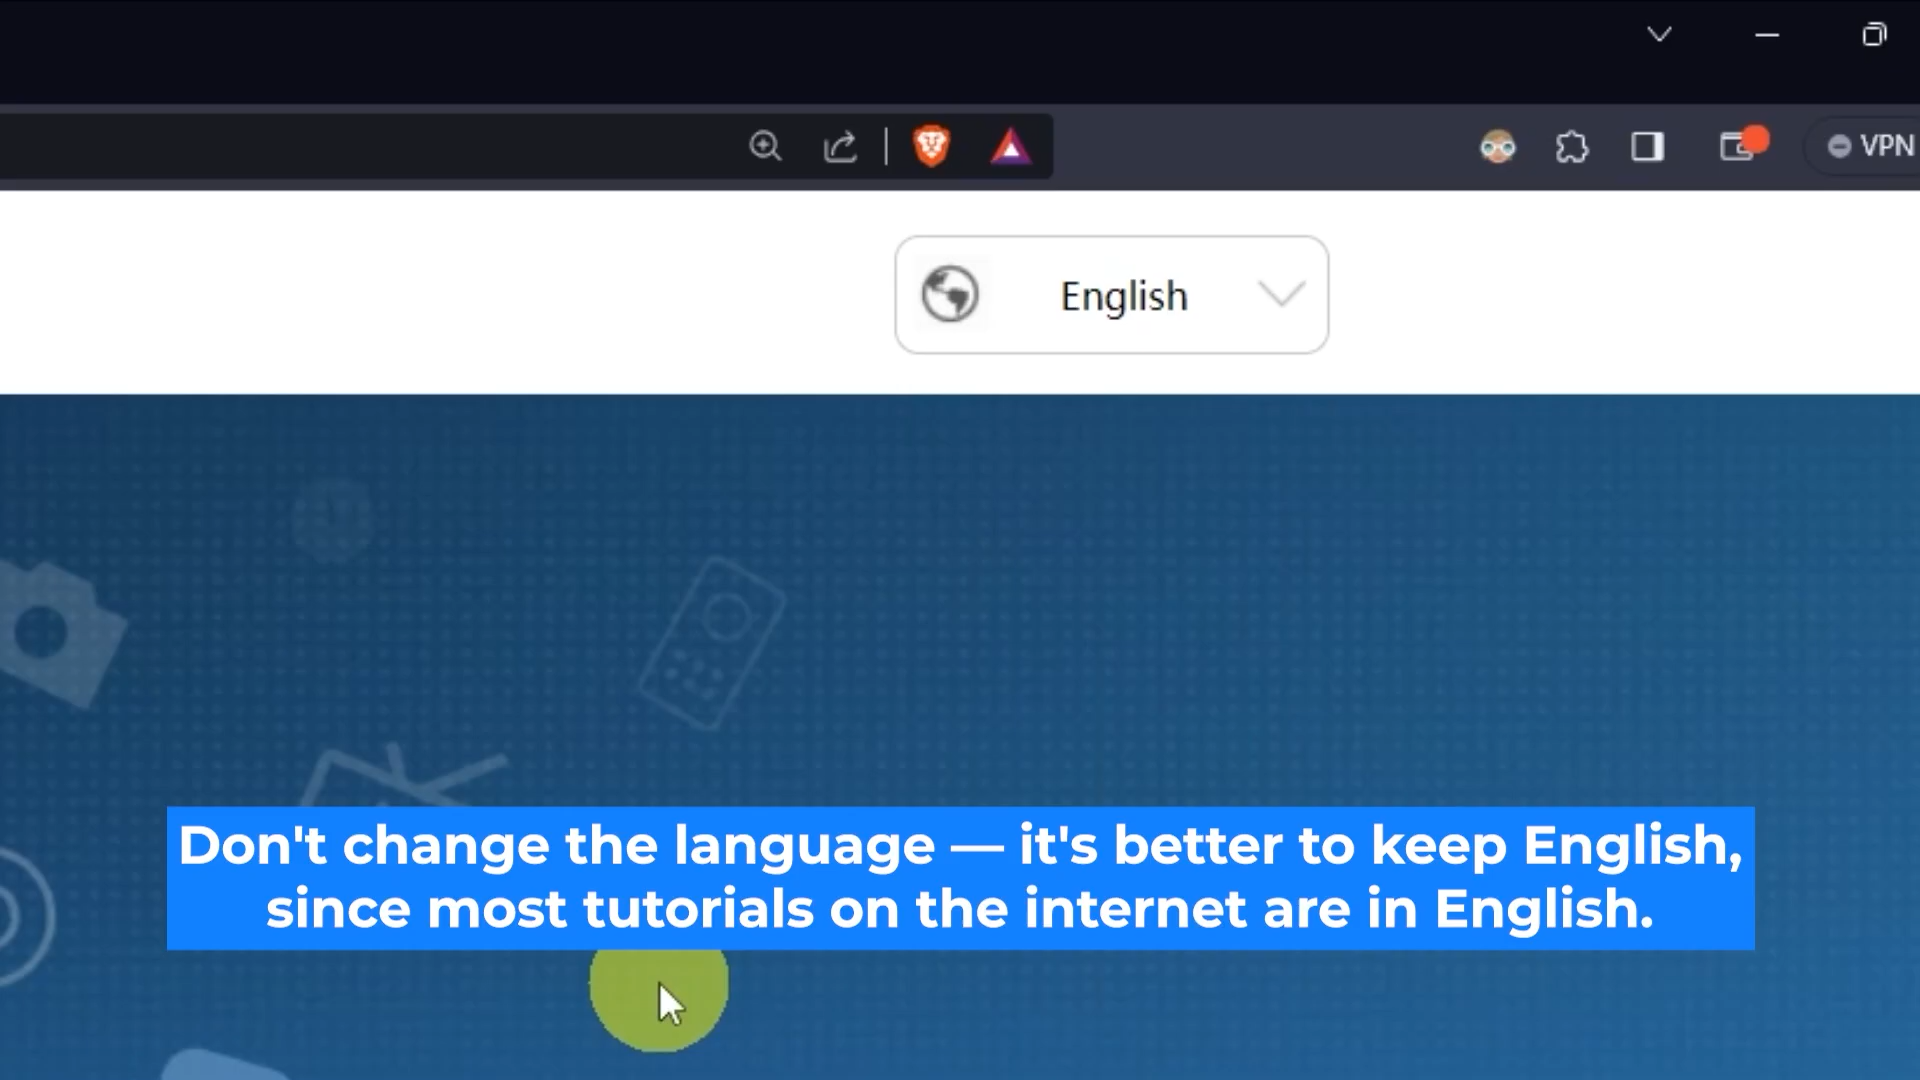 VPN
English
Don't change the language — it's better to keep English,
since most tutorials on the internet are in English.